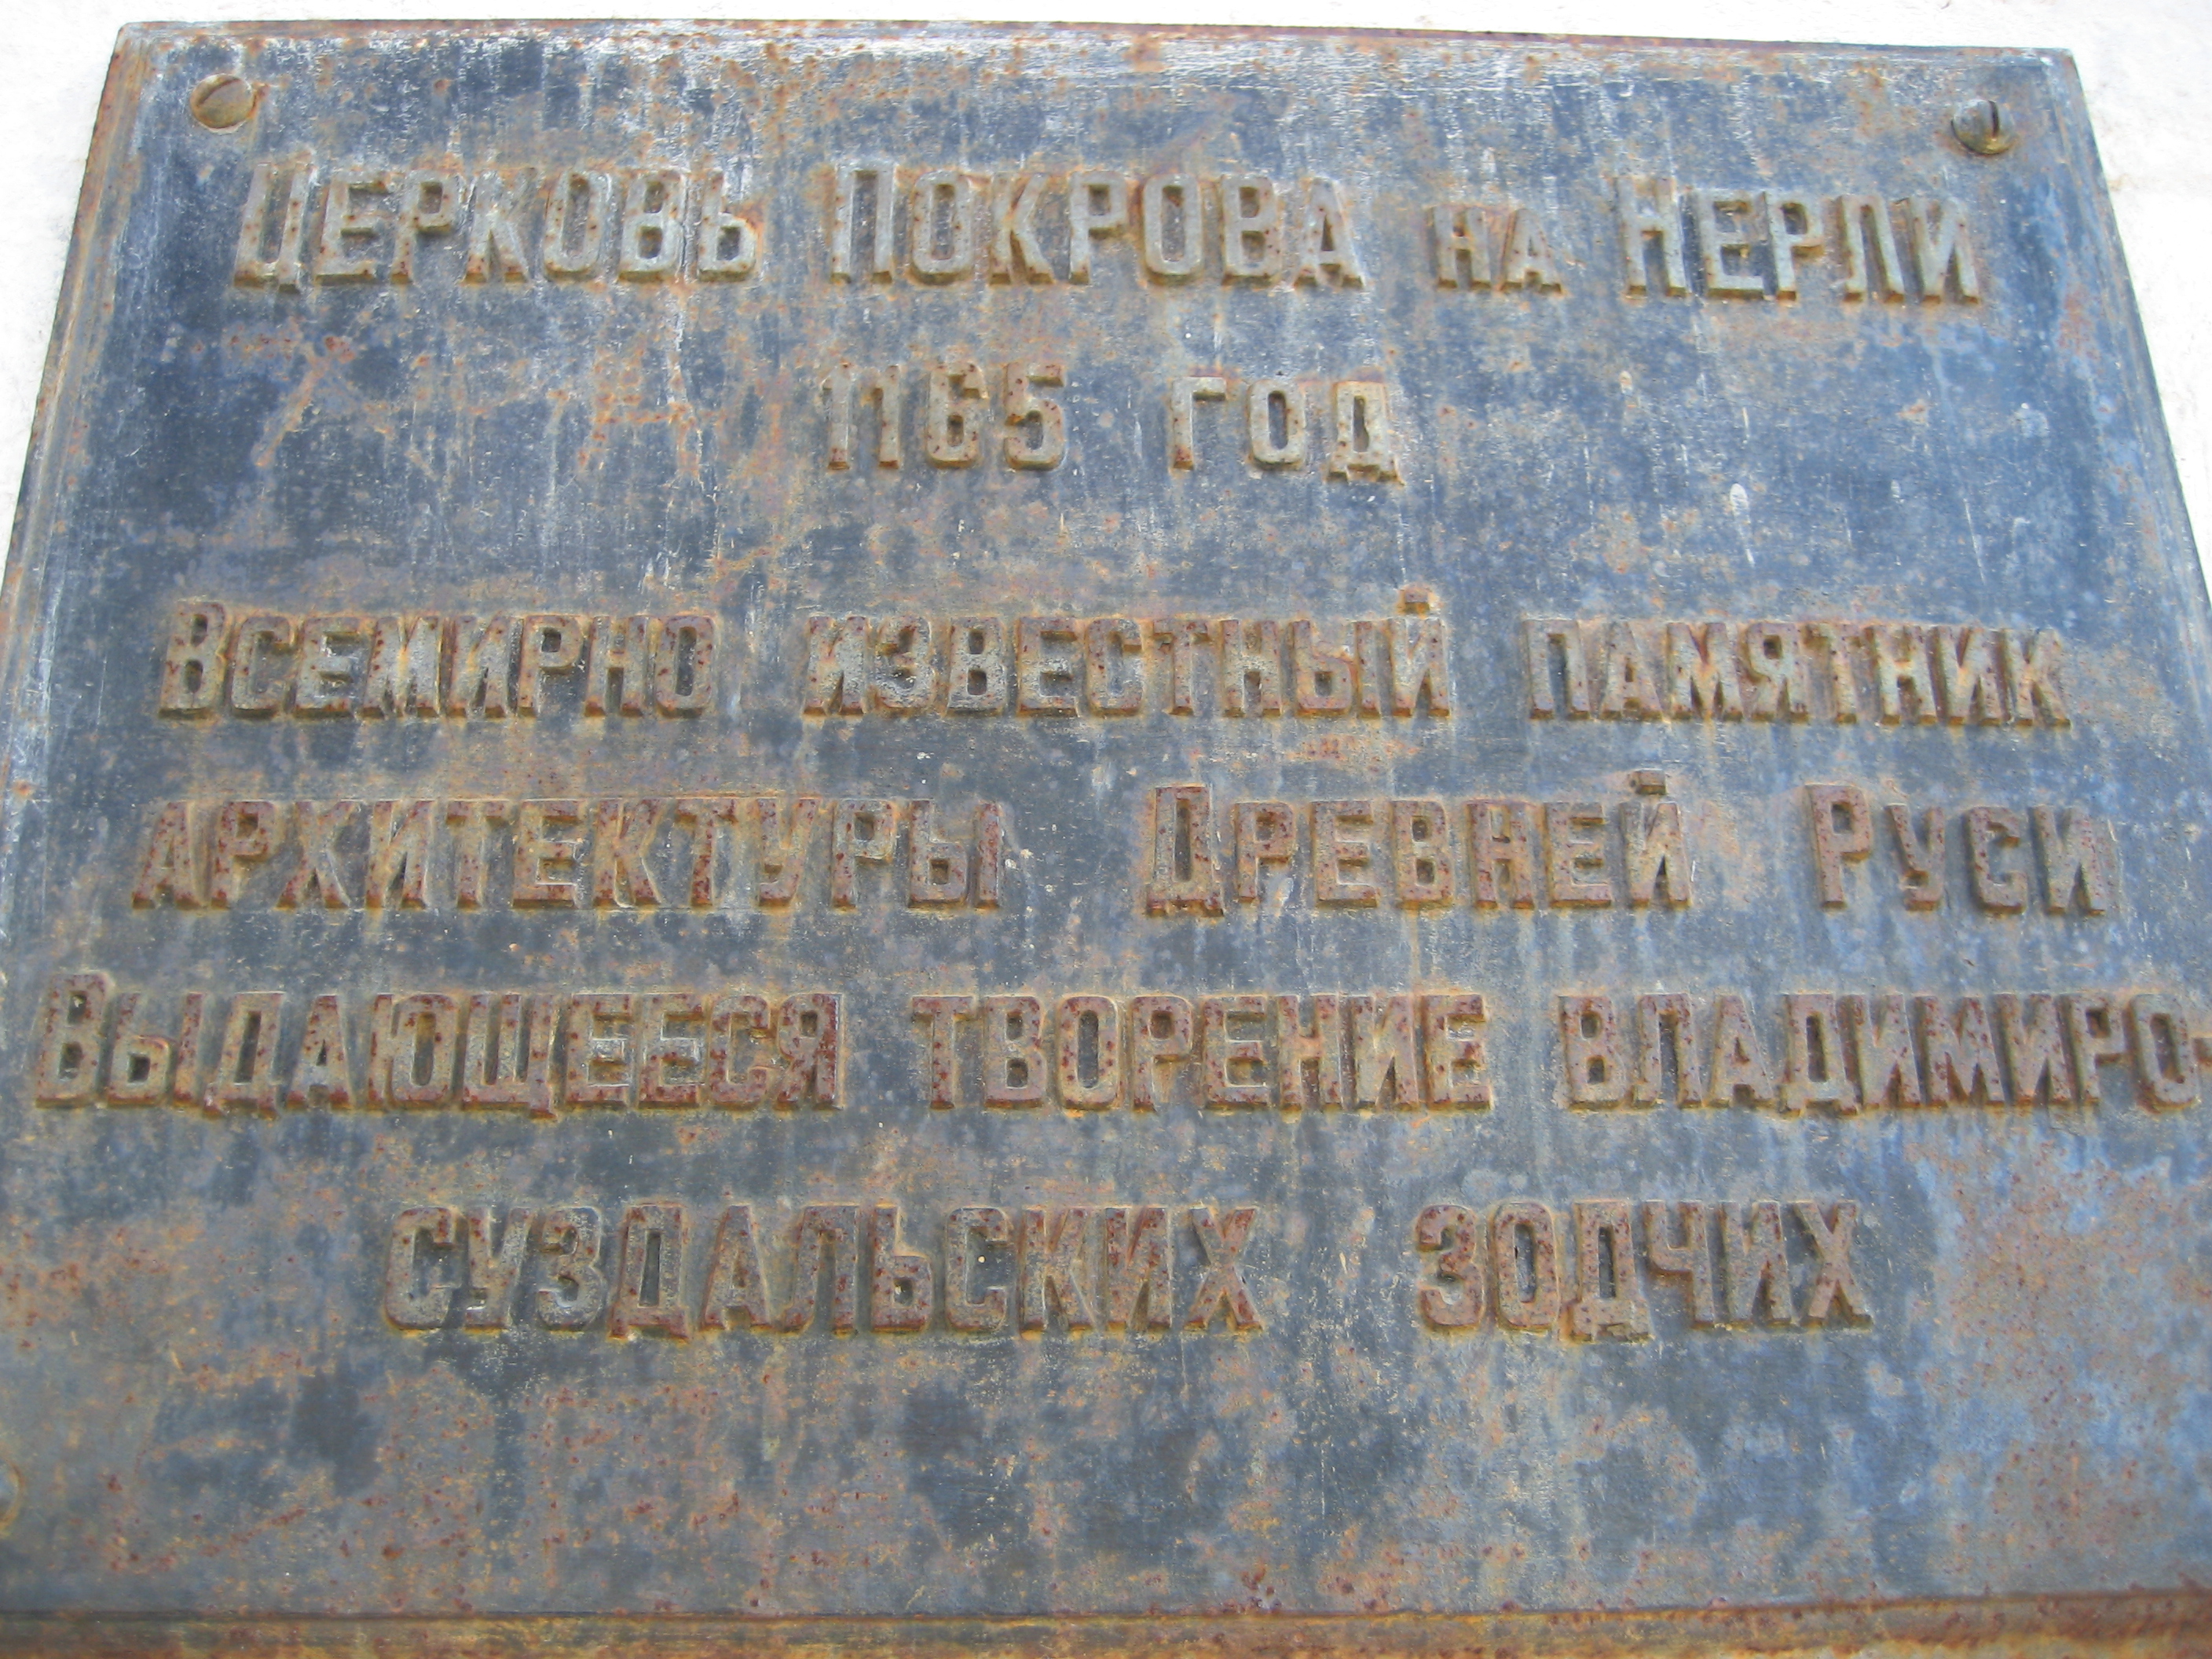 Церковь Покрова на Нерли
1165 год
Всемирно известный памятник
архитектуры Древней Руси
Выдающееся творение владимиро-
суздальских зодчих